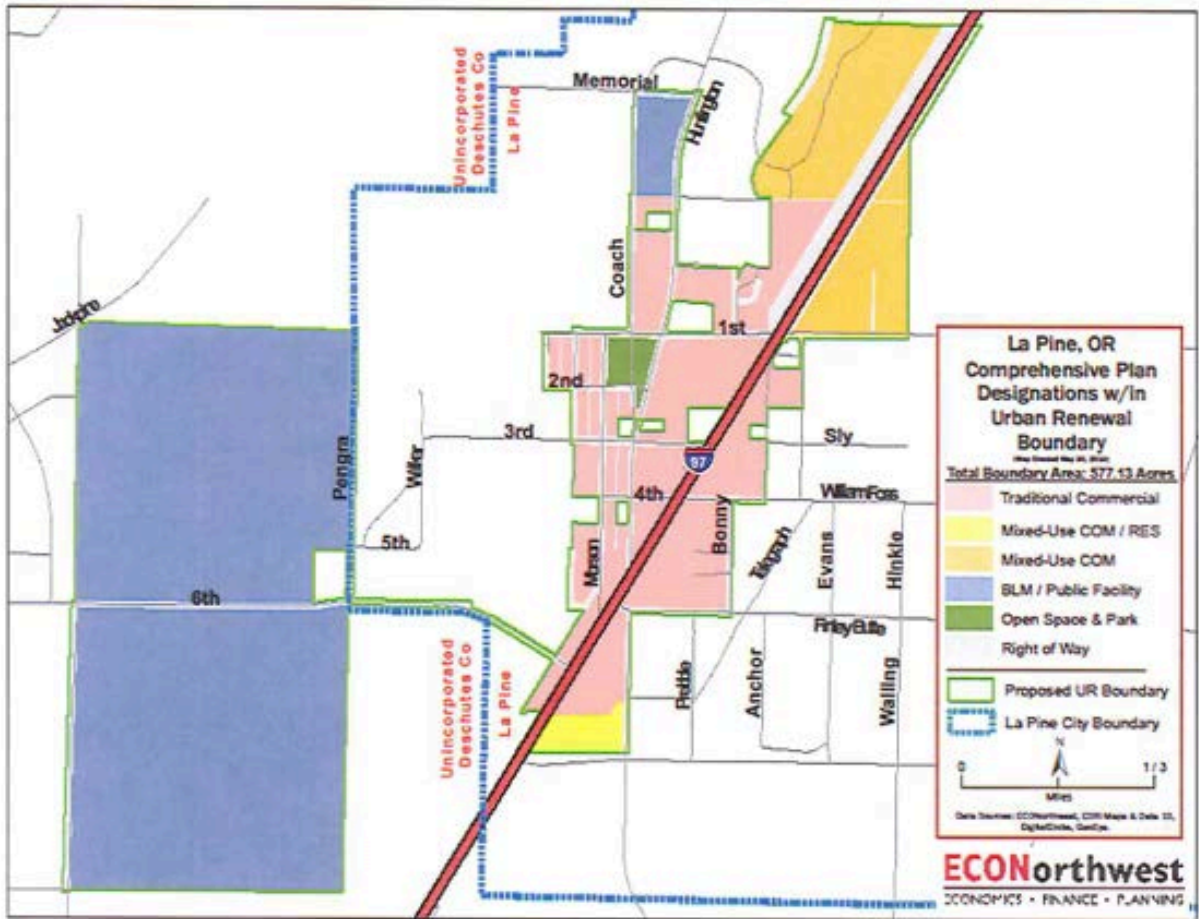 Unincorporated
Deschutes Co
La Pine
Memorial
Huntington
Coach
Jackpine
1st
2nd
3rd
Sly
97
Pengra
4th
William Foss
5th
Morson
Bonny
Telegraph
Evans
Hinkle
6th
Finley Butte
Unincorporated
Deschutes Co
La Pine
Preble
Anchor
Walling
La Pine, OR
Comprehensive Plan
Designations w/in
Urban Renewal
Boundary
Total Boundary Area: 577.13 Acres
Traditional Commercial
Mixed-Use COM / RES
Mixed-Use COM
BLM / Public Facility
Open Space & Park
Right of Way
Proposed UR Boundary
La Pine City Boundary
N
0 1/3
Miles
ECONorthwest
ECONOMICS • FINANCE • PLANNING